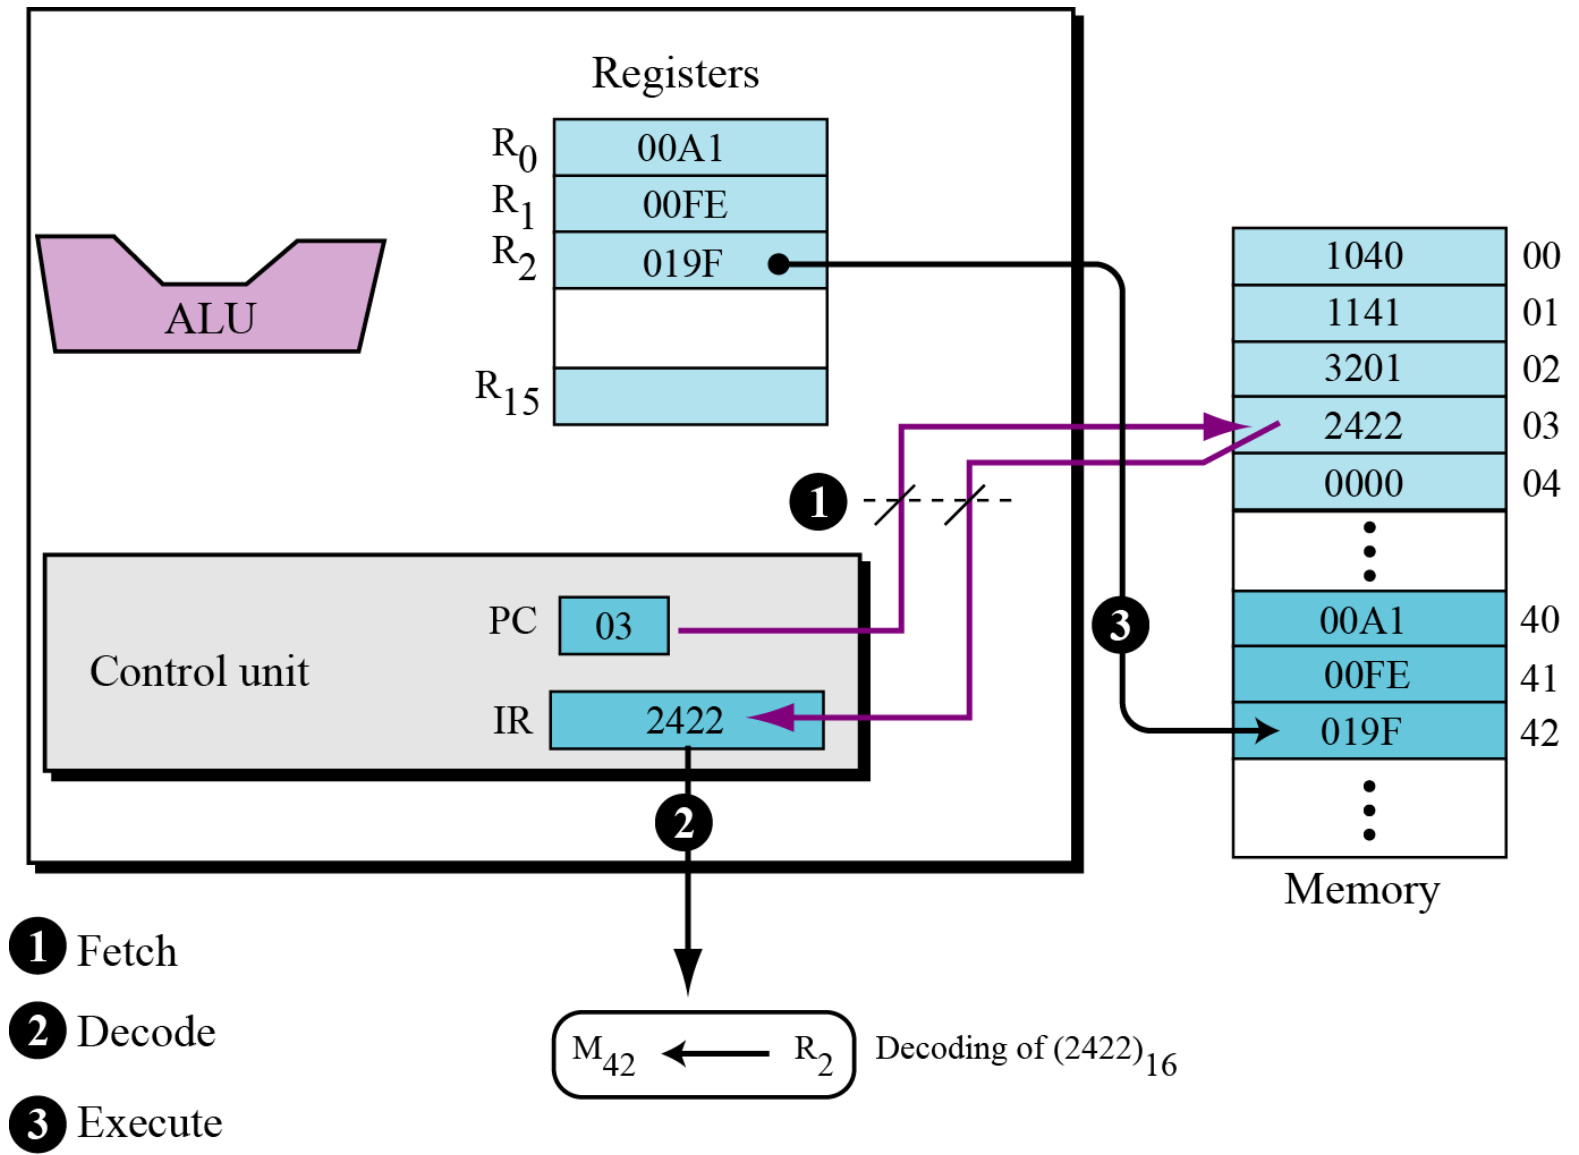 Registers
R0 00A1
R1 00FE
R2 019F
R15
ALU
1040 00
1141 01
3201 02
2422 03
0000 04
00A1 40
00FE 41
019F 42
Memory
1
3
Control unit
PC 03
IR 2422
2
1 Fetch
2 Decode
3 Execute
M42 R2 Decoding of (2422)16